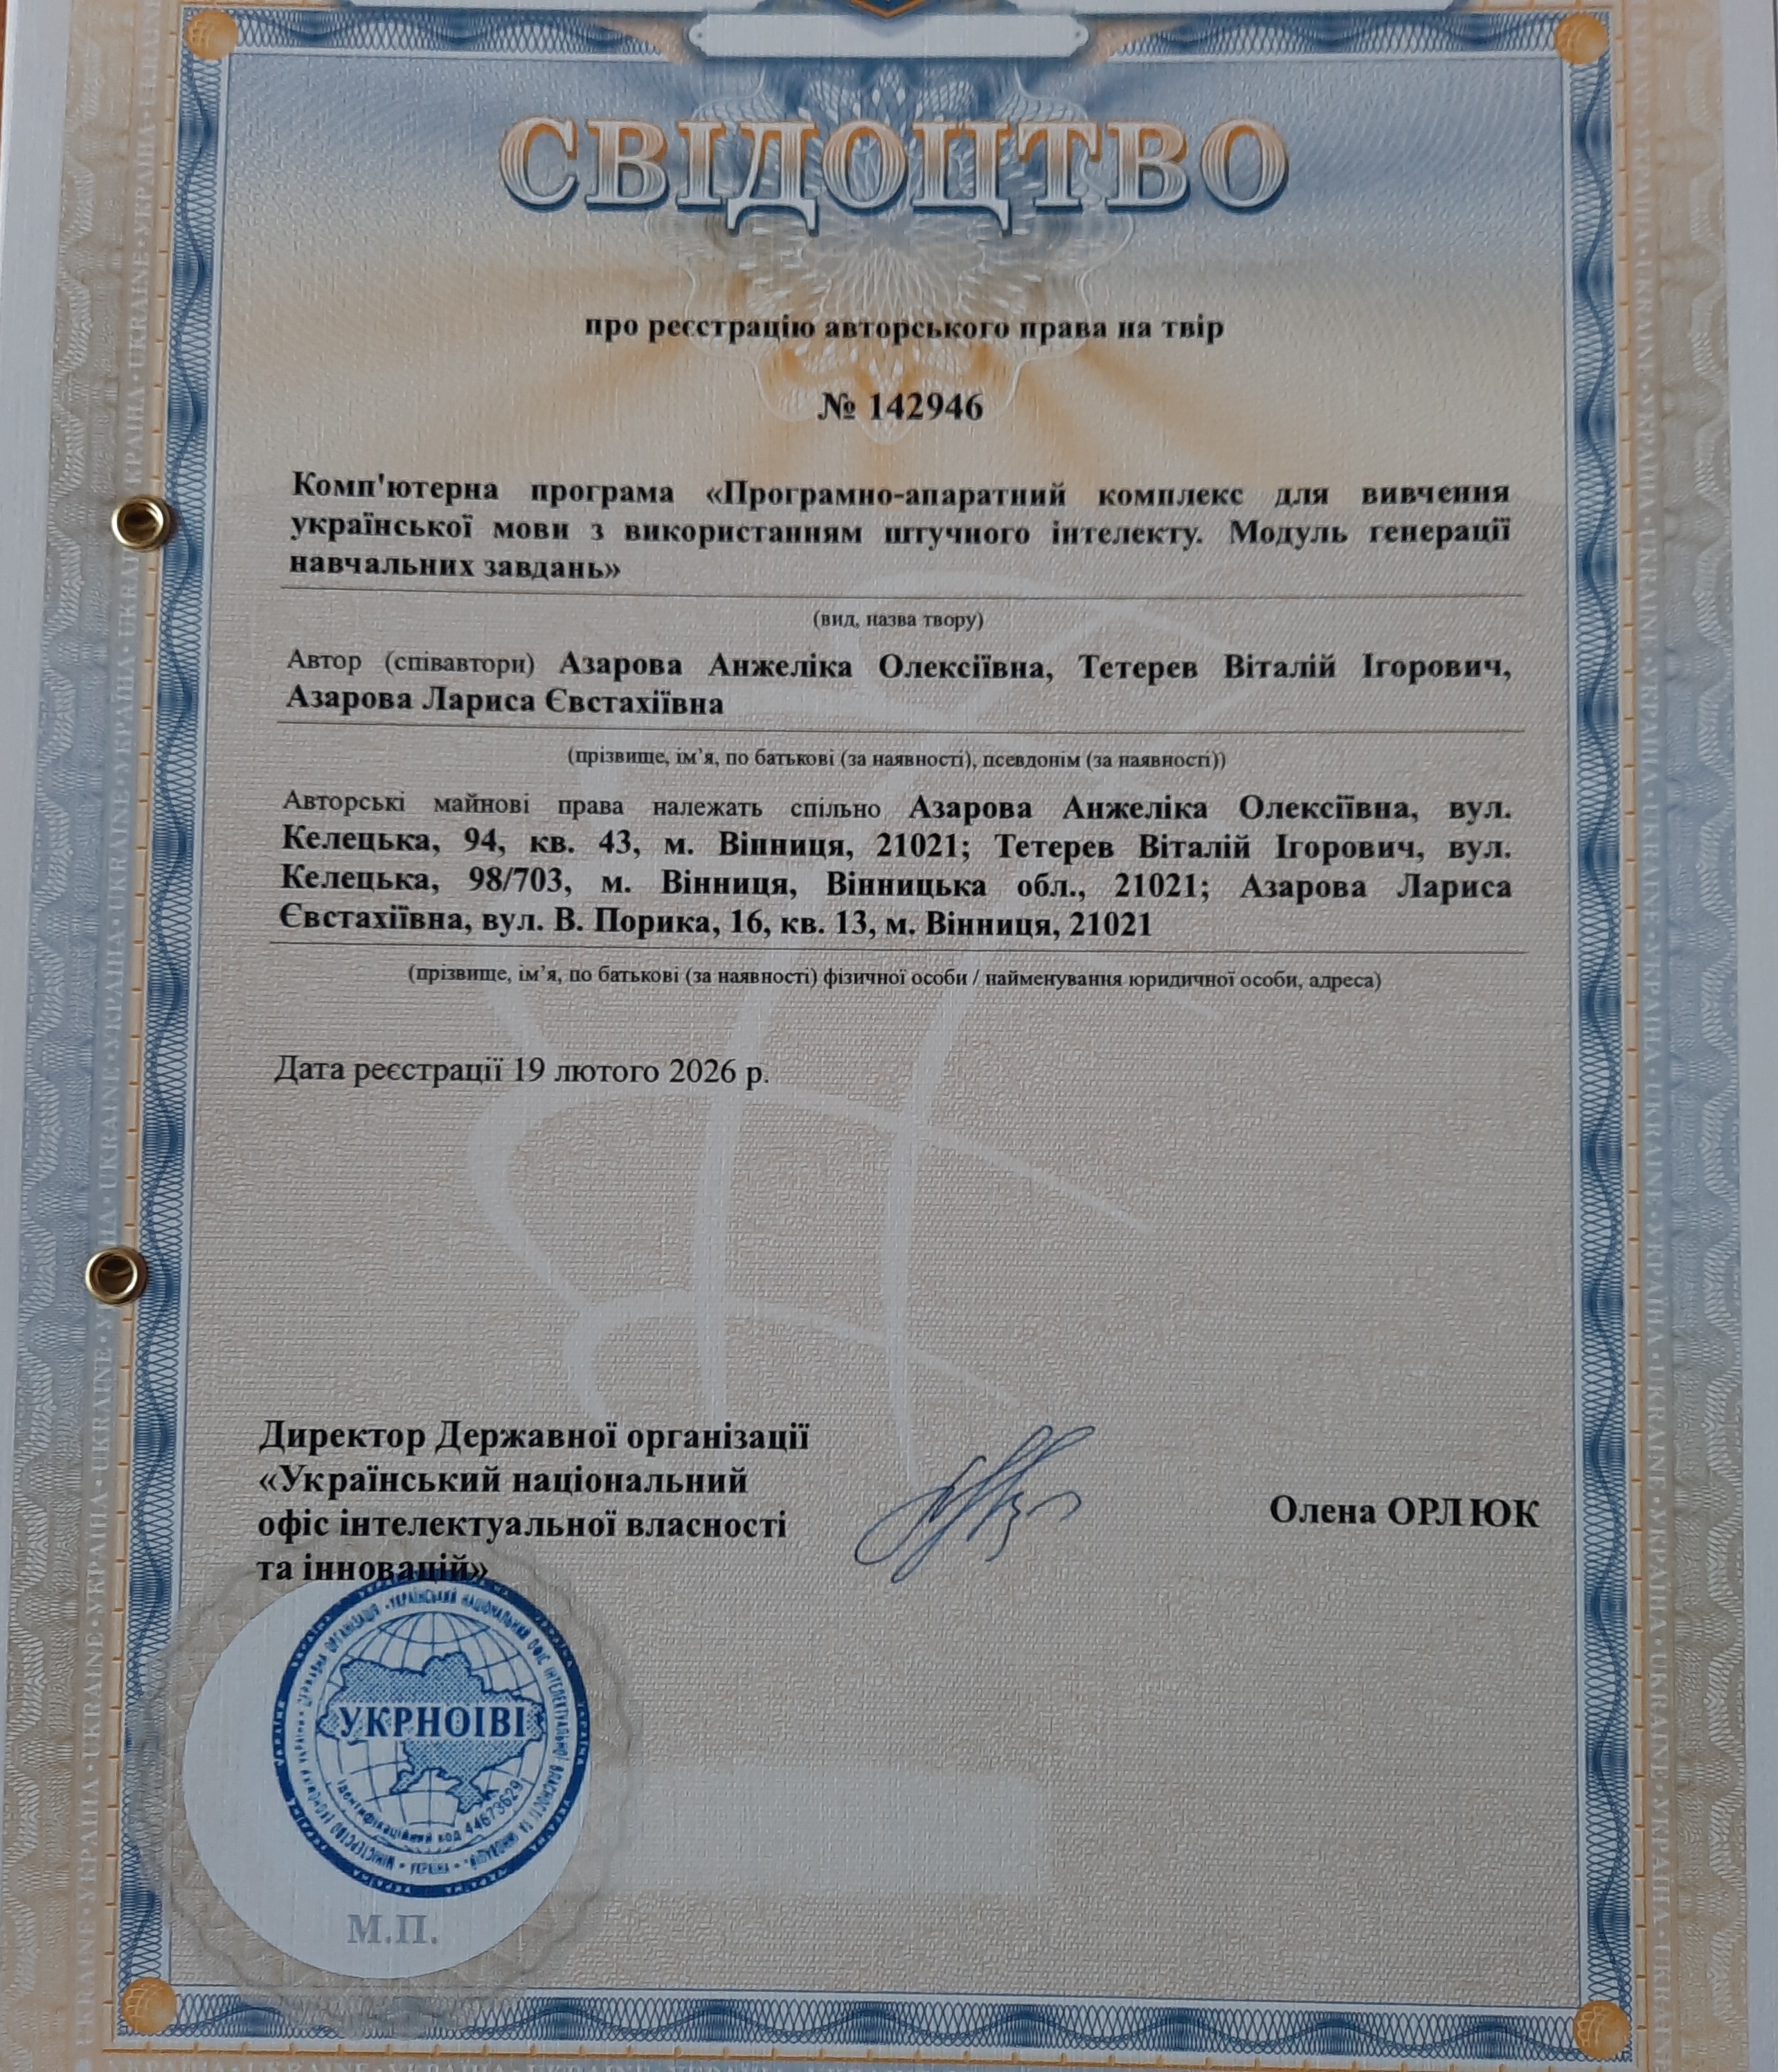 СВІДОЦТВО
про реєстрацію авторського права на твір
№ 142946
Комп'ютерна програма «Програмно-апаратний комплекс для вивчення
української мови з використанням штучного інтелекту. Модуль генерації
навчальних завдань»
(вид, назва твору)
Автор (співавтори) Азарова Анжеліка Олексіївна, Тетерев Віталій Ігорович,
Азарова Лариса Євстахіївна
(прізвище, ім’я, по батькові (за наявності), псевдонім (за наявності))
Авторські майнові права належать спільно Азарова Анжеліка Олексіївна, вул.
Келецька, 94, кв. 43, м. Вінниця, 21021; Тетерев Віталій Ігорович, вул.
Келецька, 98/703, м. Вінниця, Вінницька обл., 21021; Азарова Лариса
Євстахіївна, вул. В. Порика, 16, кв. 13, м. Вінниця, 21021
(прізвище, ім’я, по батькові (за наявності) фізичної особи / найменування юридичної особи, адреса)
Дата реєстрації 19 лютого 2026 р.
Директор Державної організації
«Український національний
офіс інтелектуальної власності
та інновацій»
Олена ОРЛЮК
УКРНОІВІ
Ідентифікаційний код 44673629
М.П.